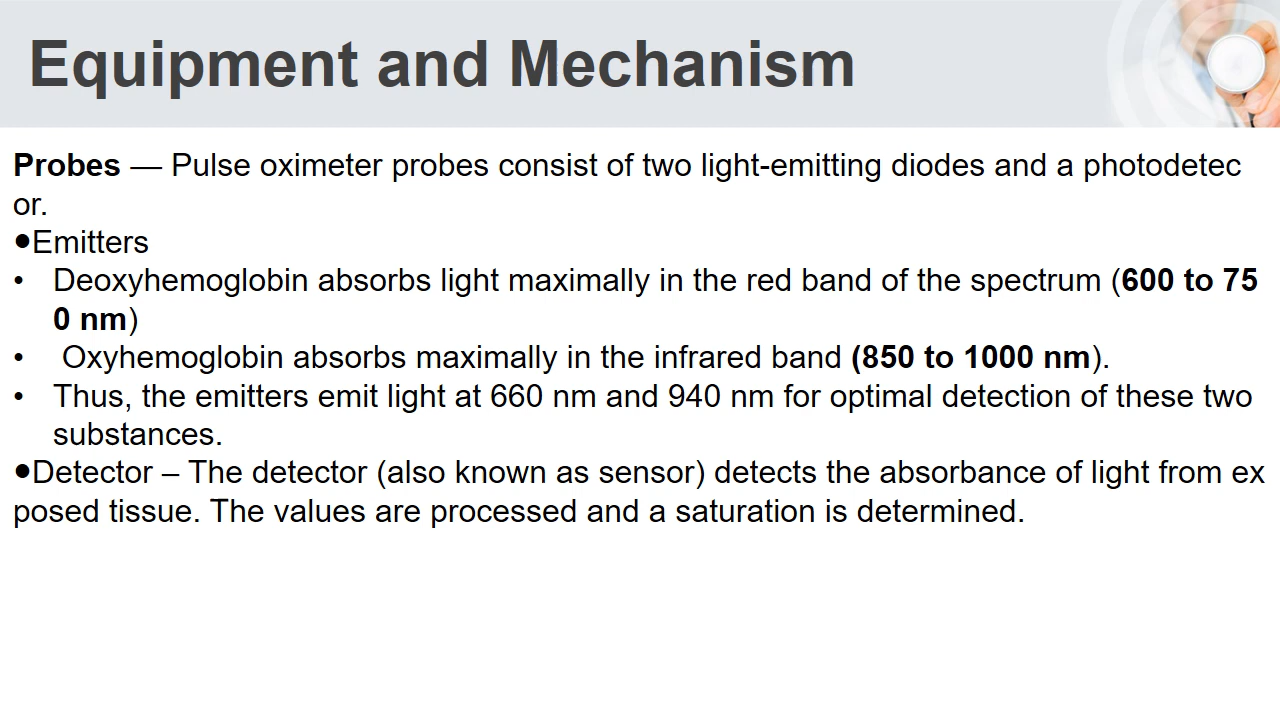 Equipment and Mechanism
Probes — Pulse oximeter probes consist of two light-emitting diodes and a photodetec
or.
●Emitters
• Deoxyhemoglobin absorbs light maximally in the red band of the spectrum (600 to 75
0 nm)
• Oxyhemoglobin absorbs maximally in the infrared band (850 to 1000 nm).
• Thus, the emitters emit light at 660 nm and 940 nm for optimal detection of these two
substances.
●Detector – The detector (also known as sensor) detects the absorbance of light from ex
posed tissue. The values are processed and a saturation is determined.